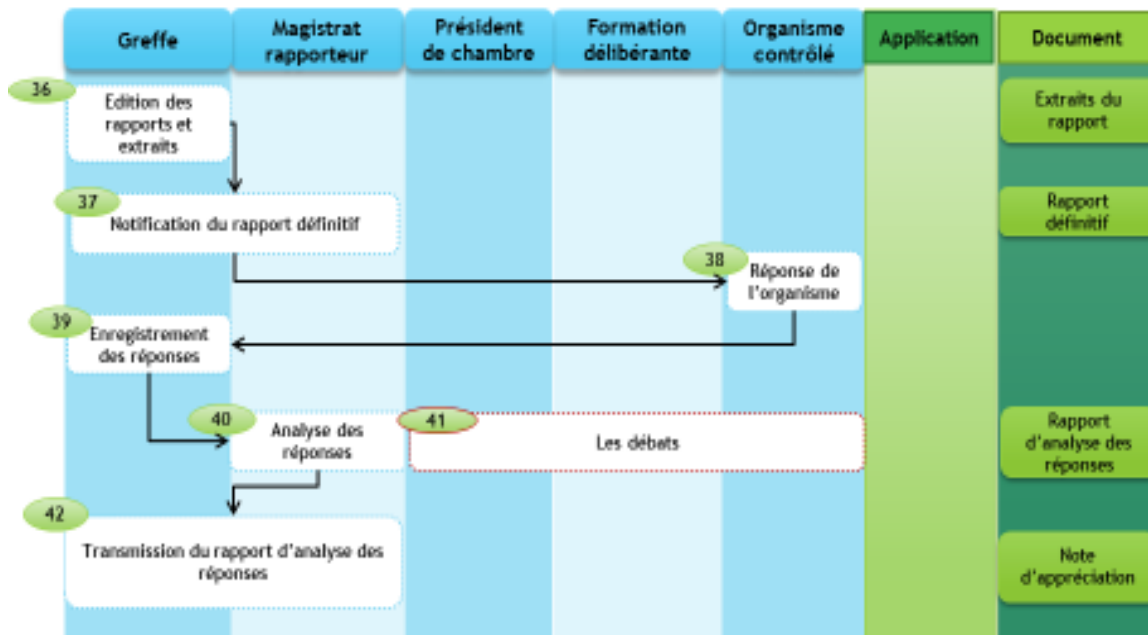 Greffe
Magistrat
rapporteur
Président
de chambre
Formation
délibérante
Organisme
contrôlé
Application
Document
36
Edition des
rapports et
extraits
Extraits du
rapport
37
Notification du rapport définitif
Rapport
définitif
38
Réponse de
l'organisme
39
Enregistrement
des réponses
40
Analyse des
réponses
41
Les débats
Rapport
d'analyse des
réponses
42
Transmission du rapport d'analyse des
réponses
Note
d'appréciation